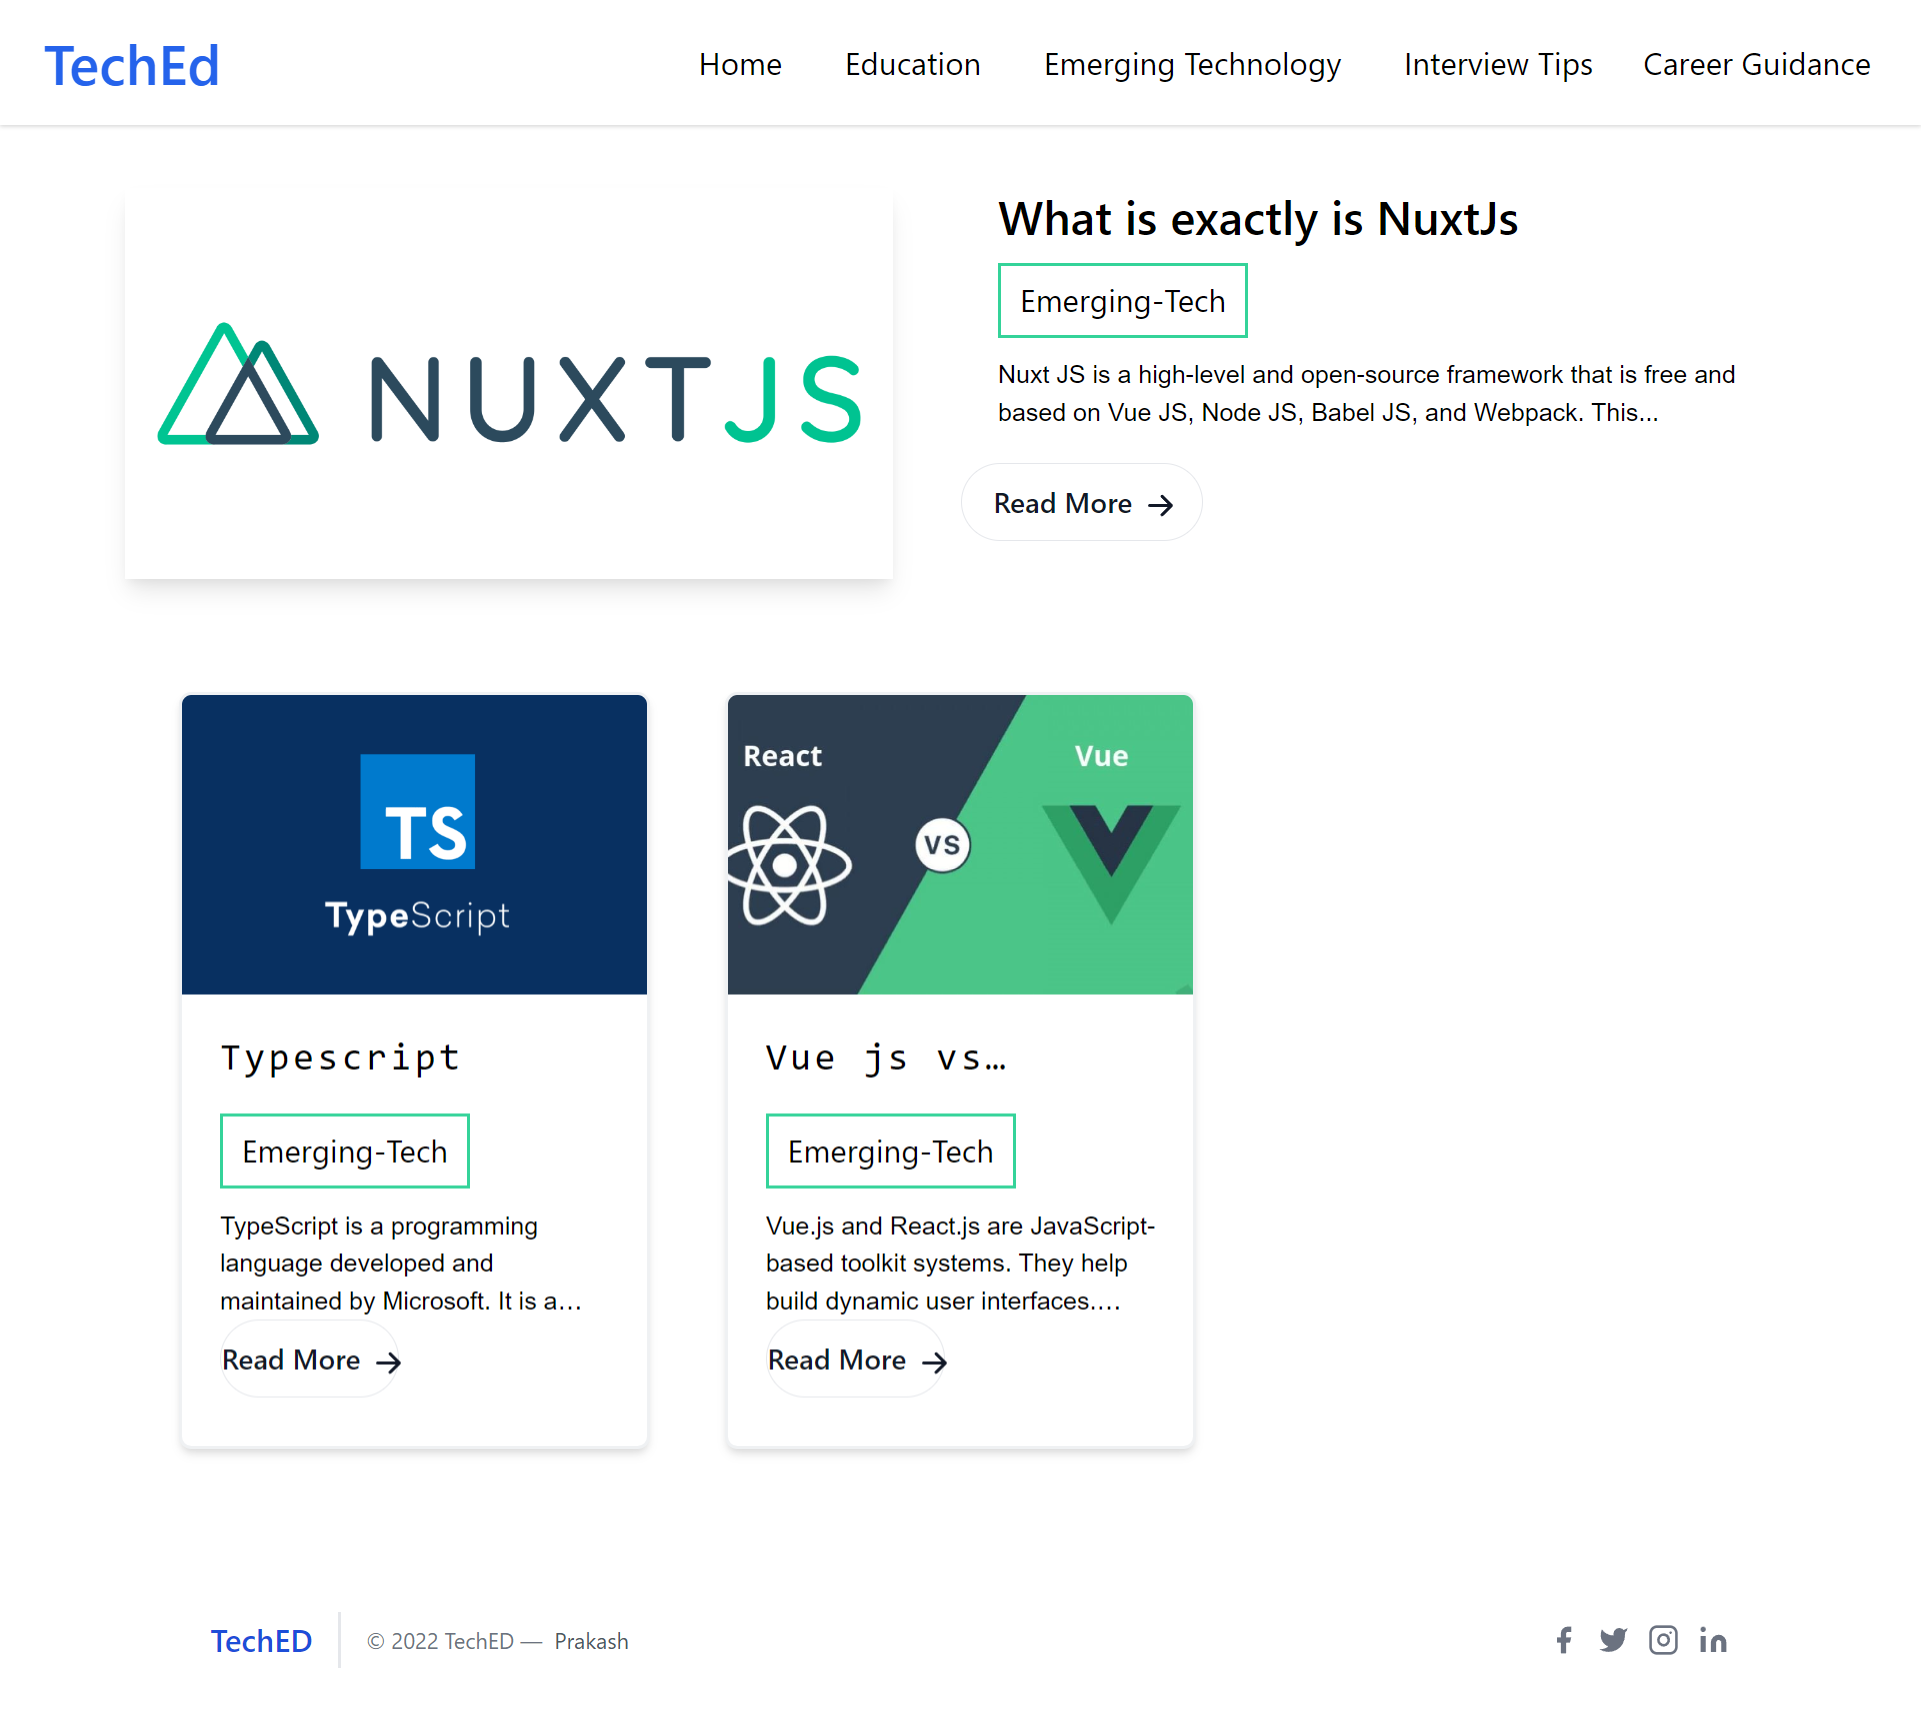 TechEd
Home Education Emerging Technology Interview Tips Career Guidance
NUXTJS
What is exactly is NuxtJs
Emerging-Tech
Nuxt JS is a high-level and open-source framework that is free and
based on Vue JS, Node JS, Babel JS, and Webpack. This...
Read More →
TS
TypeScript
Typescript
Emerging-Tech
TypeScript is a programming
language developed and
maintained by Microsoft. It is a...
Read More →
React
VS
Vue
Vue js vs…
Emerging-Tech
Vue.js and React.js are JavaScript-
based toolkit systems. They help
build dynamic user interfaces.…
Read More →
TechED
© 2022 TechED — Prakash